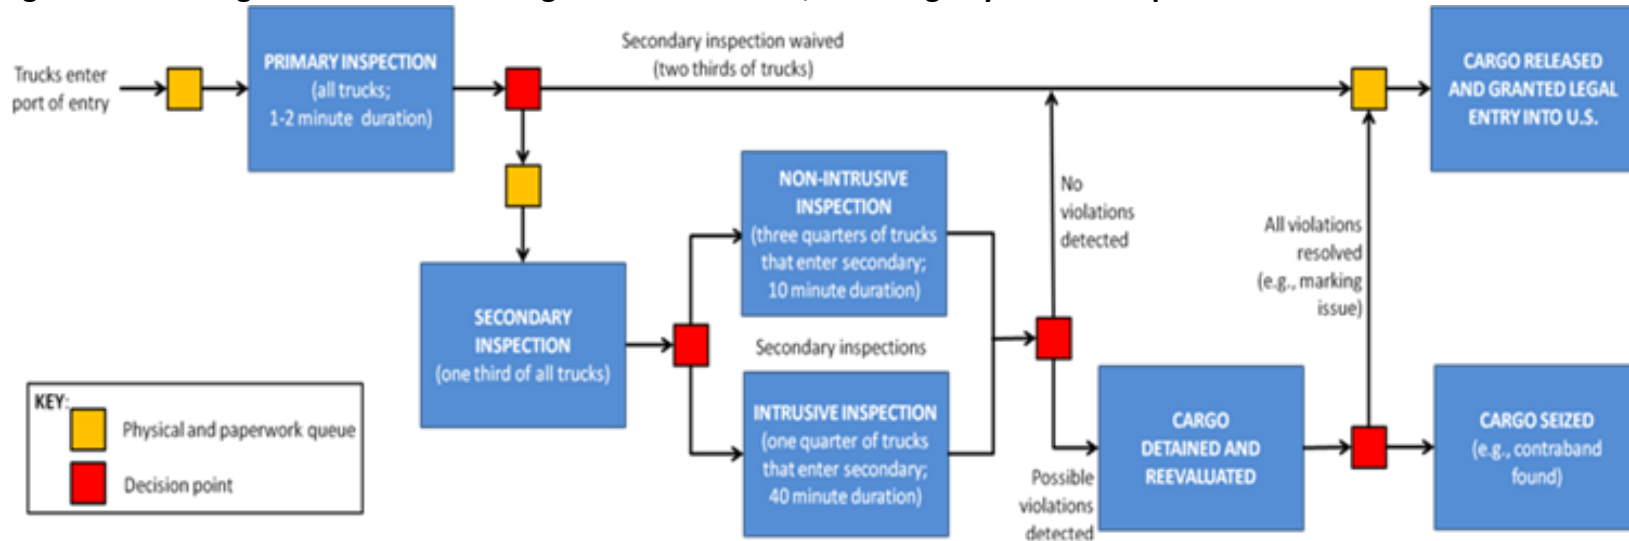 Trucks enter
port of entry
PRIMARY INSPECTION
(all trucks;
1-2 minute duration)
Secondary inspection waived
(two thirds of trucks)
CARGO RELEASED
AND GRANTED LEGAL
ENTRY INTO U.S.
NON-INTRUSIVE
INSPECTION
(three quarters of trucks
that enter secondary;
10 minute duration)
No
violations
detected
All violations
resolved
(e.g., marking
issue)
SECONDARY
INSPECTION
(one third of all trucks)
Secondary inspections
INTRUSIVE INSPECTION
(one quarter of trucks
that enter secondary;
40 minute duration)
Possible
violations
detected
CARGO
DETAINED AND
REEVALUATED
CARGO SEIZED
(e.g., contraband
found)
KEY:
Physical and paperwork queue
Decision point